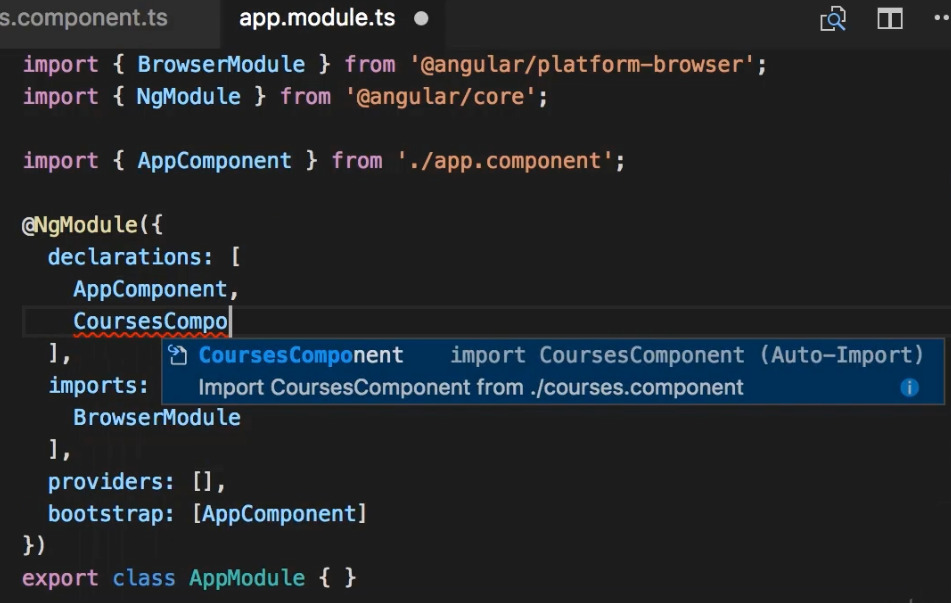 s.component.ts
app.module.ts
import { BrowserModule } from '@angular/platform-browser';
import { NgModule } from '@angular/core';
import { AppComponent } from './app.component';
@NgModule({
declarations: [
AppComponent,
CoursesCompo
],
CoursesComponent import CoursesComponent (Auto-Import)
imports:
Import CoursesComponent from ./courses.component
BrowserModule
],
providers: [],
bootstrap: [AppComponent]
})
export class AppModule { }